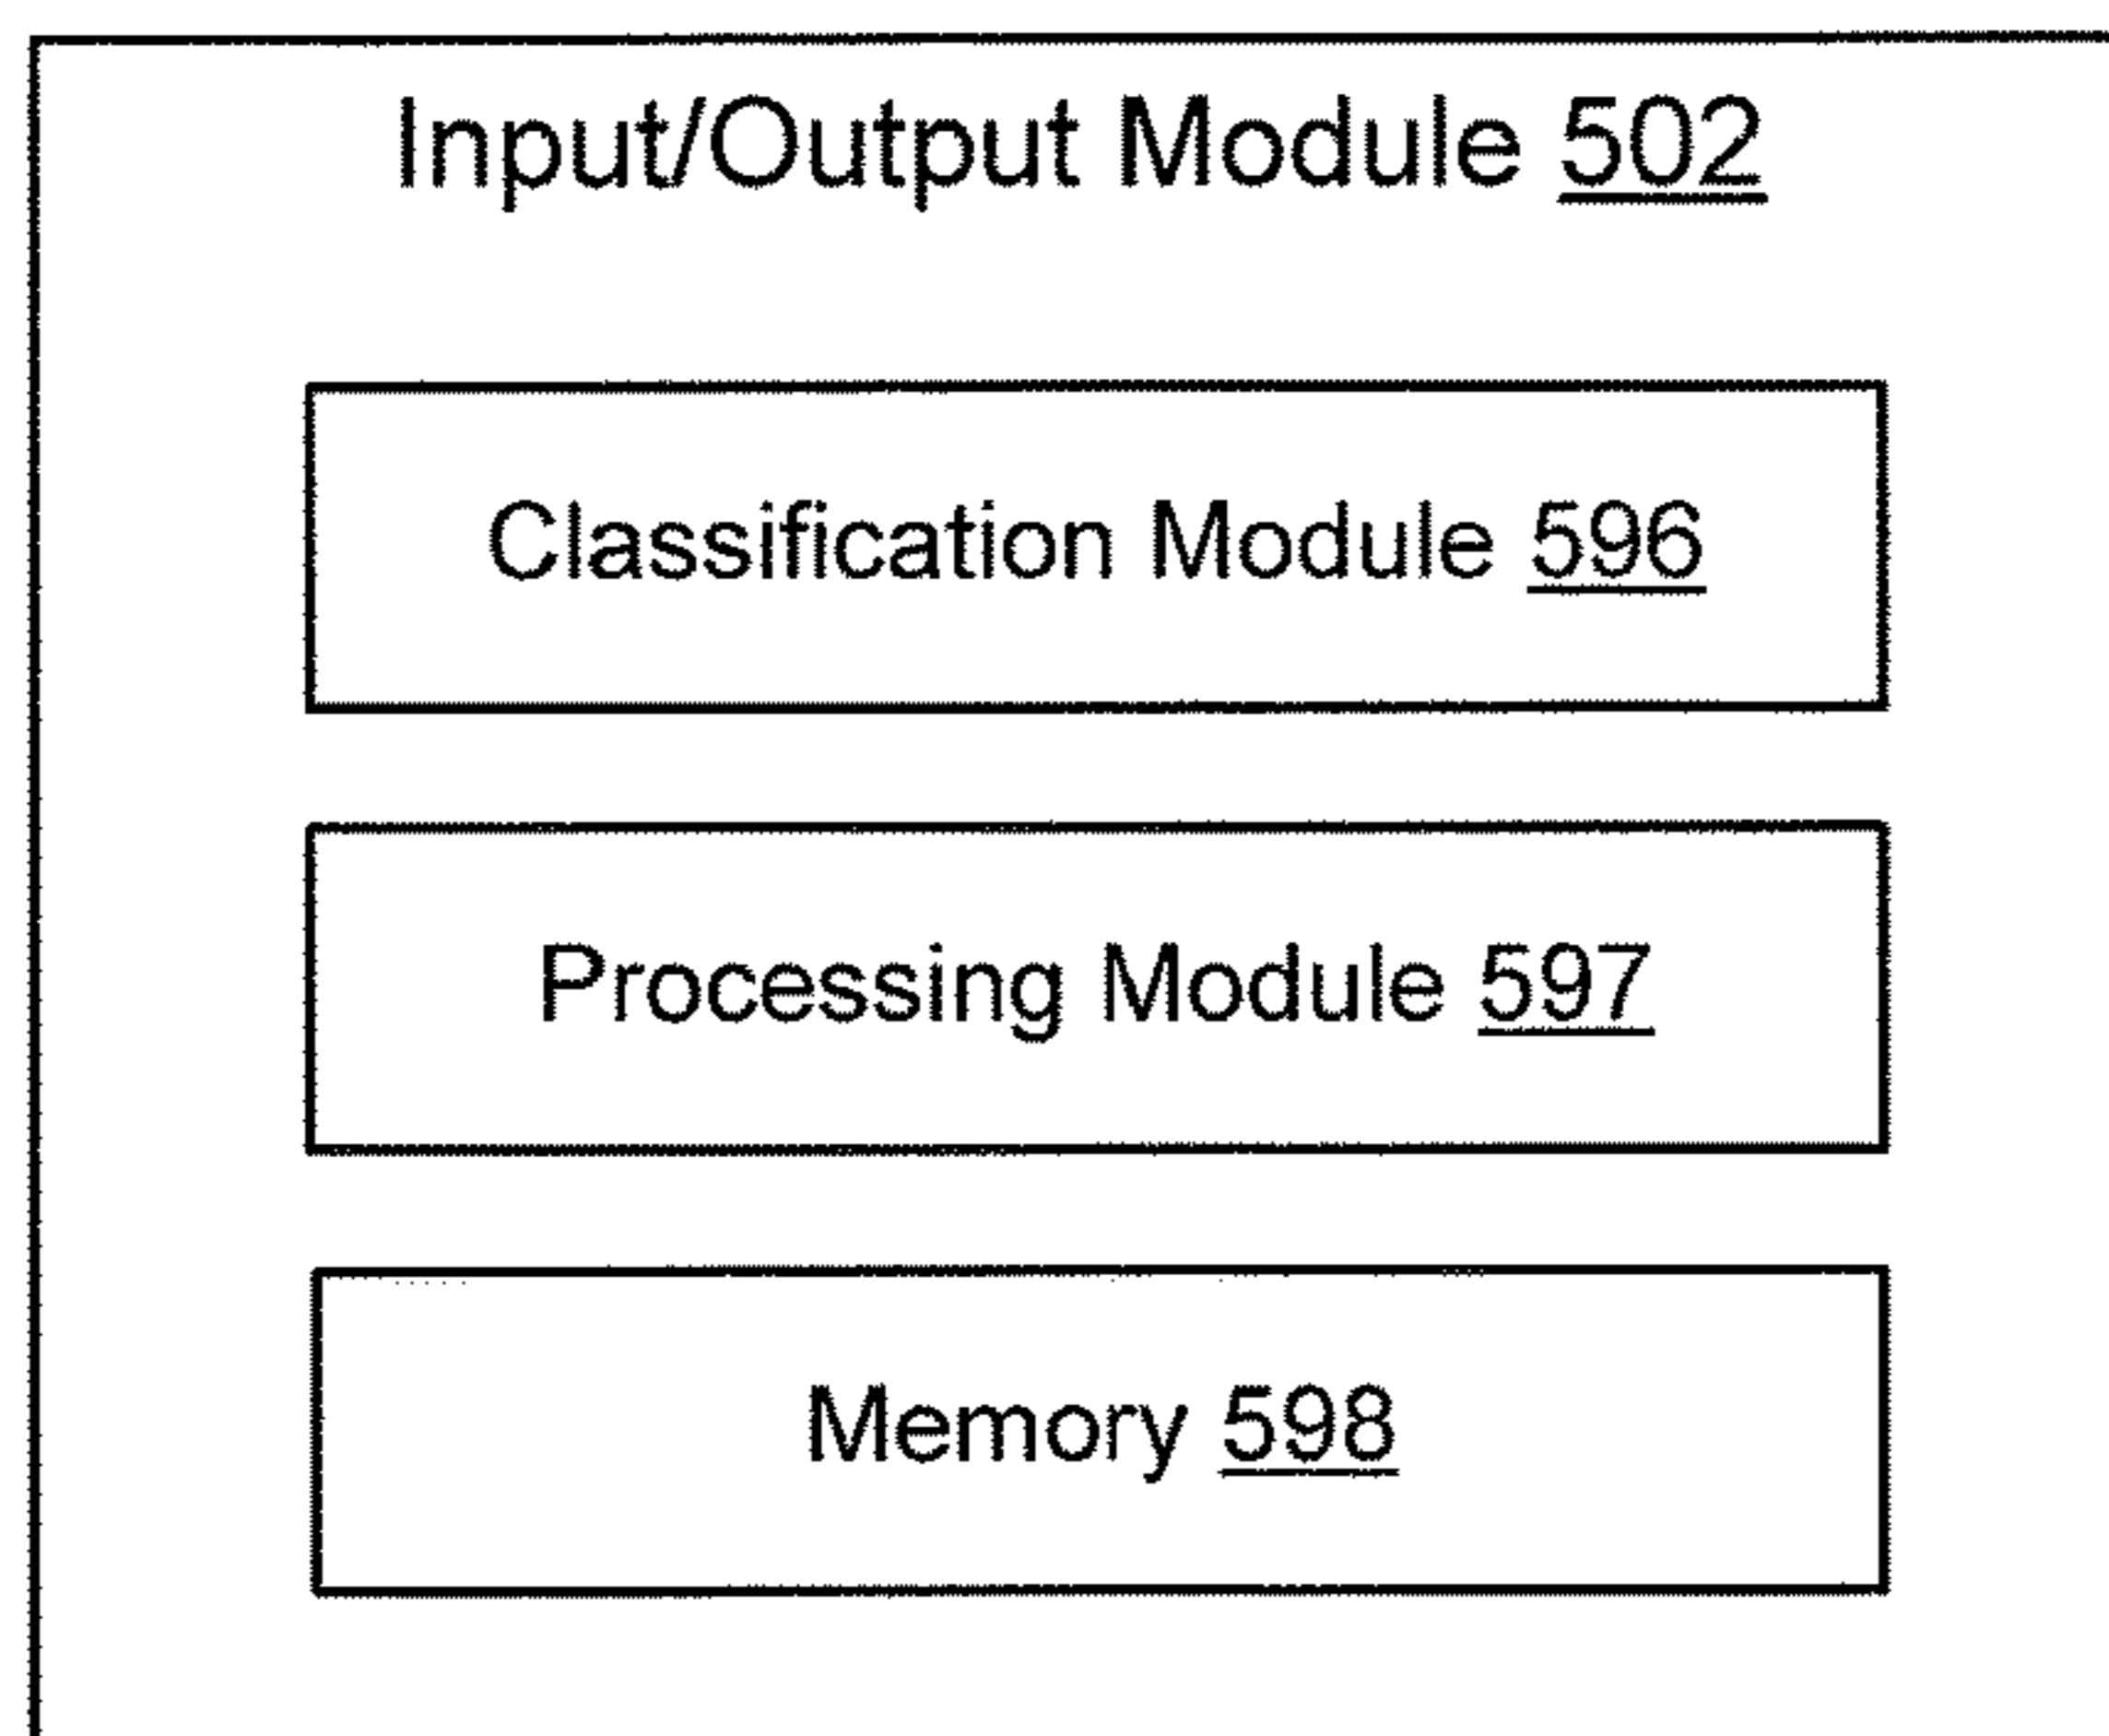 Input/Output Module 502
Classification Module 596
Processing Module 597
Memory 598